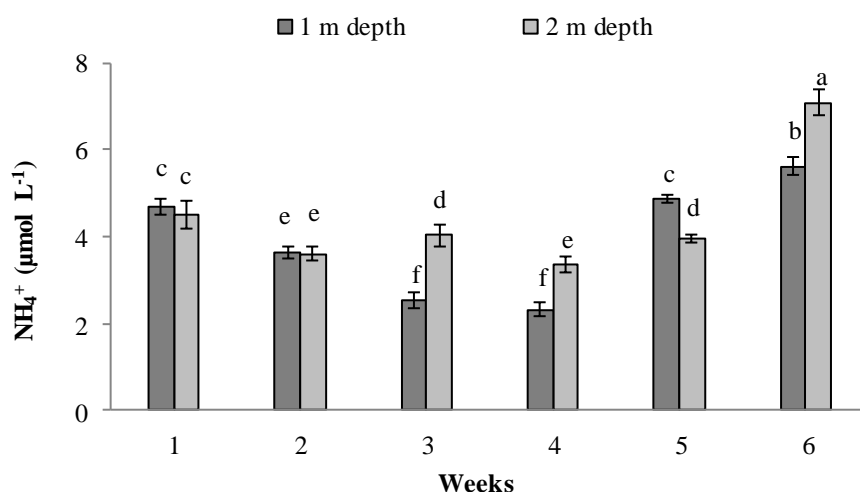 1 m depth 2 m depth
8
a
b
6
c c c
d d
e e e
4
f f
2
0
NH₄⁺ (µmol L⁻¹)
1 2 3 4 5 6
Weeks